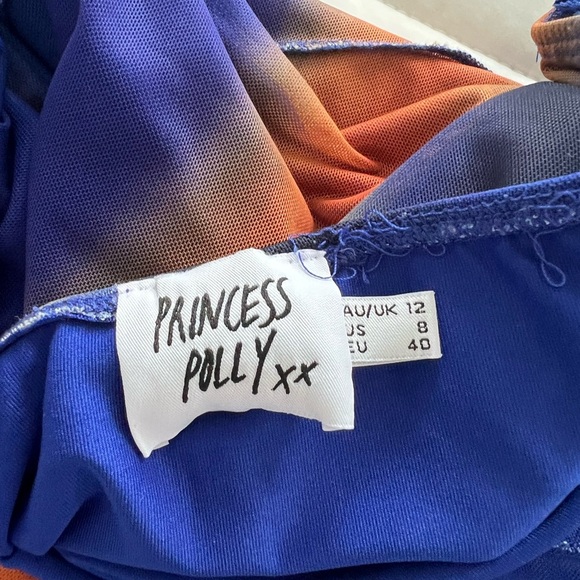 PRINCESS
POLLY xx
AU/UK 12
US 8
EU 40